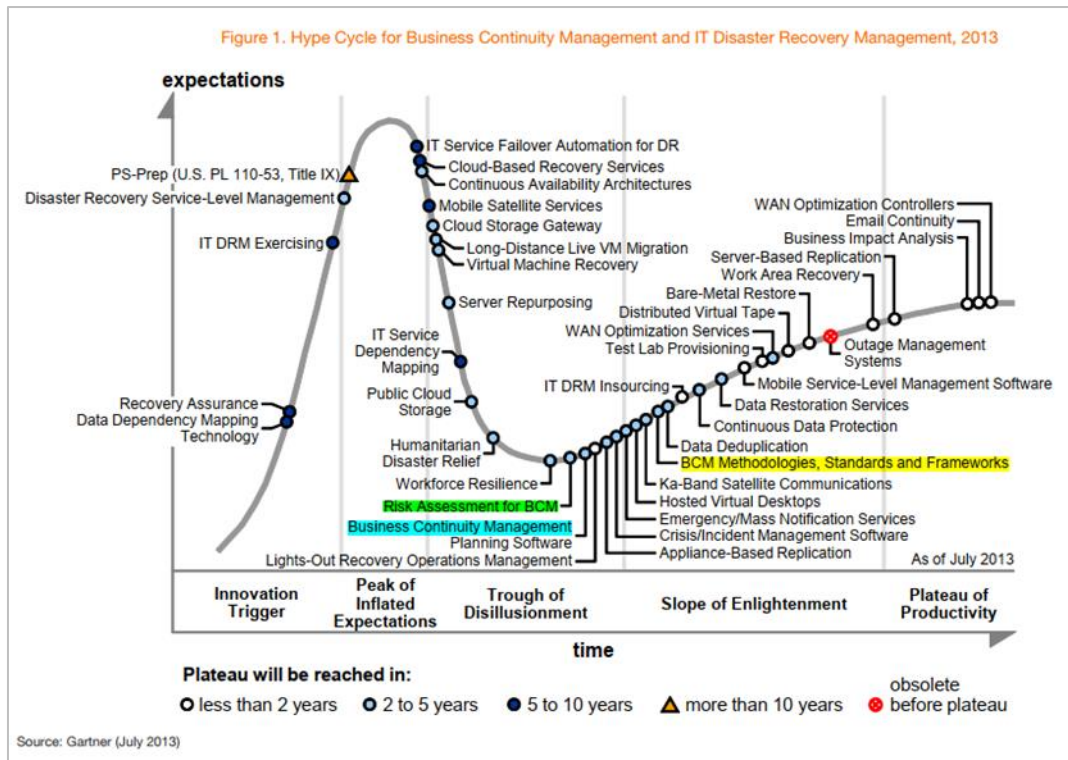 Figure 1. Hype Cycle for Business Continuity Management and IT Disaster Recovery Management, 2013
expectations
IT Service Failover Automation for DR
Cloud-Based Recovery Services
Continuous Availability Architectures
PS-Prep (U.S. PL 110-53, Title IX)
Disaster Recovery Service-Level Management
Mobile Satellite Services
Cloud Storage Gateway
IT DRM Exercising
Long-Distance Live VM Migration
Virtual Machine Recovery
Server Repurposing
IT Service
Dependency
Mapping
Public Cloud
Storage
Recovery Assurance
Data Dependency Mapping
Technology
Humanitarian
Disaster Relief
Workforce Resilience
Risk Assessment for BCM
Business Continuity Management
Planning Software
Lights-Out Recovery Operations Management
WAN Optimization Controllers
Email Continuity
Business Impact Analysis
Server-Based Replication
Work Area Recovery
Bare-Metal Restore
Distributed Virtual Tape
WAN Optimization Services
Test Lab Provisioning
IT DRM Insourcing
Outage Management
Systems
Mobile Service-Level Management Software
Data Restoration Services
Continuous Data Protection
Data Deduplication
BCM Methodologies, Standards and Frameworks
Ka-Band Satellite Communications
Hosted Virtual Desktops
Emergency/Mass Notification Services
Crisis/Incident Management Software
Appliance-Based Replication
As of July 2013
Innovation
Trigger
Peak of
Inflated
Expectations
Trough of
Disillusionment
Slope of Enlightenment
Plateau of
Productivity
time
Plateau will be reached in:
less than 2 years
2 to 5 years
5 to 10 years
more than 10 years
obsolete
before plateau
Source: Gartner (July 2013)